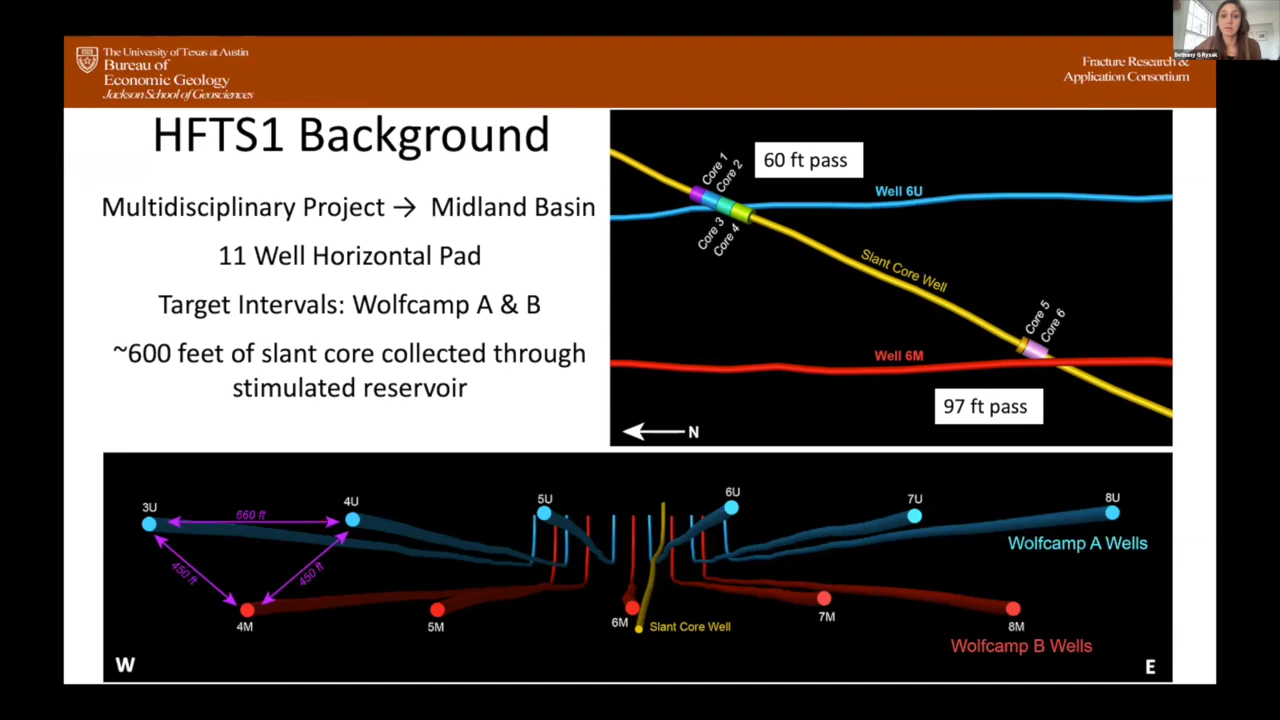 The University of Texas at Austin
Bureau of
Economic Geology
Jackson School of Geosciences
Fracture Research &
Application Consortium
Bethany G Rysak
HFTS1 Background
Multidisciplinary Project → Midland Basin
11 Well Horizontal Pad
Target Intervals: Wolfcamp A & B
~600 feet of slant core collected through
stimulated reservoir
Core 1
Core 2
60 ft pass
Well 6U
Core 3
Core 4
Slant Core Well
Core 5
Core 6
Well 6M
97 ft pass
N
3U
4U
5U
6U
7U
8U
660 ft
450 ft
450 ft
Wolfcamp A Wells
4M
5M
6M
Slant Core Well
7M
8M
Wolfcamp B Wells
W
E